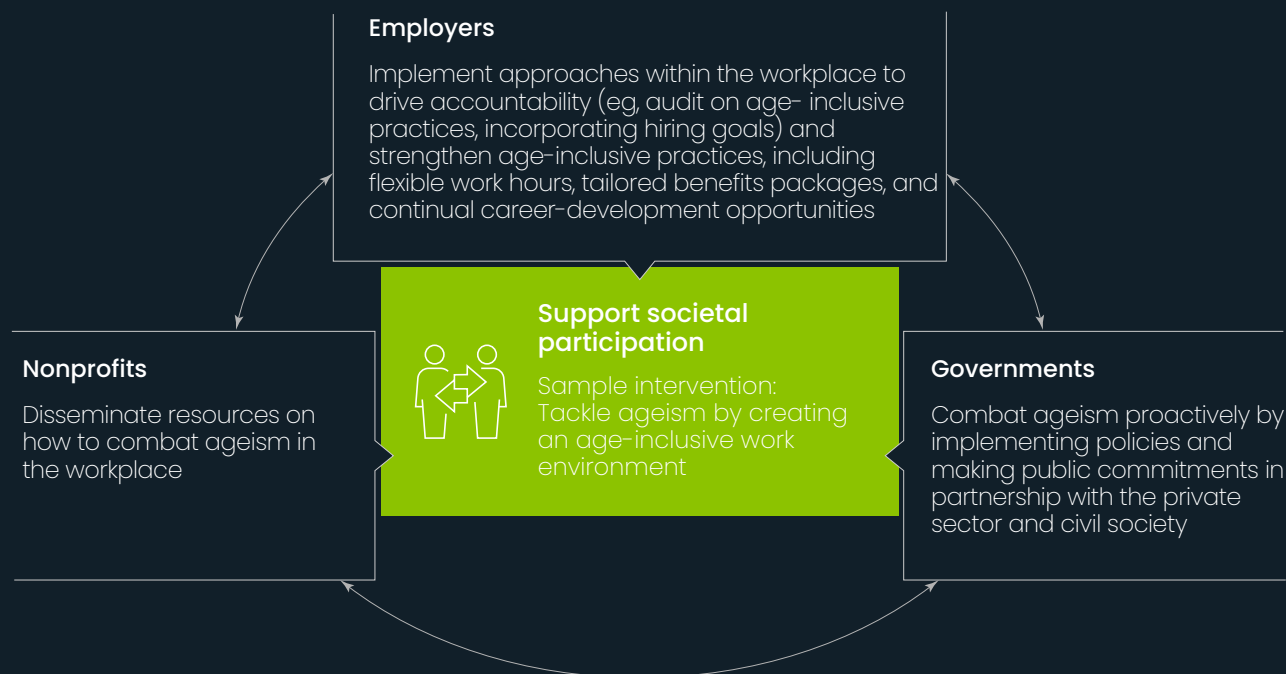 Employers
Implement approaches within the workplace to
drive accountability (eg, audit on age- inclusive
practices, incorporating hiring goals) and
strengthen age-inclusive practices, including
flexible work hours, tailored benefits packages, and
continual career-development opportunities
Support societal
participation
Sample intervention:
Tackle ageism by creating
an age-inclusive work
environment
Nonprofits
Disseminate resources on
how to combat ageism in
the workplace
Governments
Combat ageism proactively by
implementing policies and
making public commitments in
partnership with the private
sector and civil society